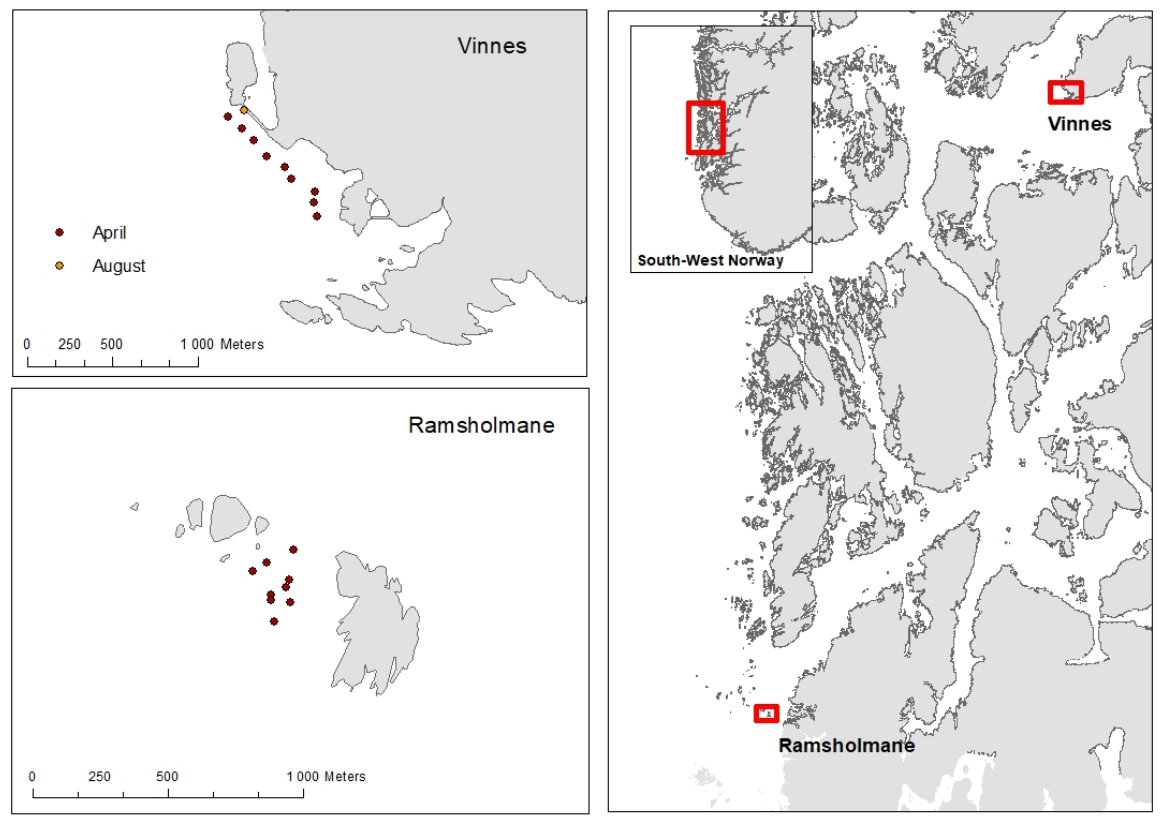 Vinnes
April
August
0 250 500 1 000 Meters
Ramsholmane
0 250 500 1 000 Meters
South-West Norway
Vinnes
Ramsholmane